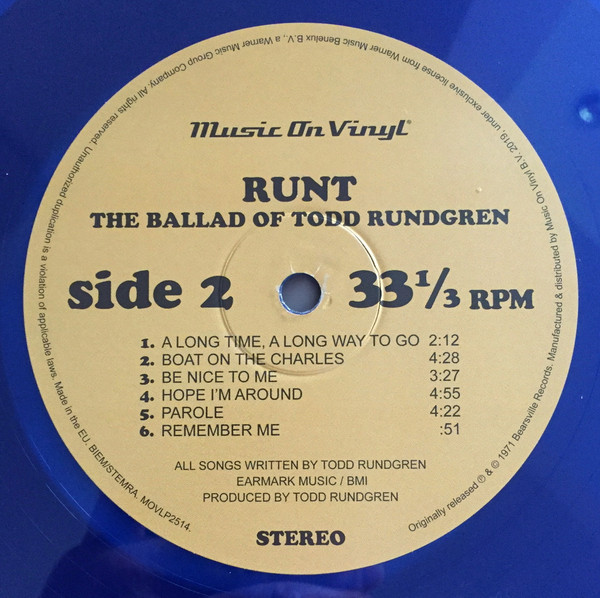 Music On Vinyl®
RUNT
THE BALLAD OF TODD RUNDGREN
side 2
33 1/3 RPM
1. A LONG TIME, A LONG WAY TO GO 2:12
2. BOAT ON THE CHARLES 4:28
3. BE NICE TO ME 3:27
4. HOPE I'M AROUND 4:55
5. PAROLE 4:22
6. REMEMBER ME :51
ALL SONGS WRITTEN BY TODD RUNDGREN
EARMARK MUSIC / BMI
PRODUCED BY TODD RUNDGREN
STEREO
Originally released ℗ & © 1971 Bearsville Records. Manufactured & distributed by Music On Vinyl B.V. 2019, under exclusive license from Warner Music Benelux B.V., a Warner Music Group Company. All rights reserved. Unauthorized duplication is a violation of applicable laws. Made in the EU. BIEM/STEMRA. MOVLP2514.